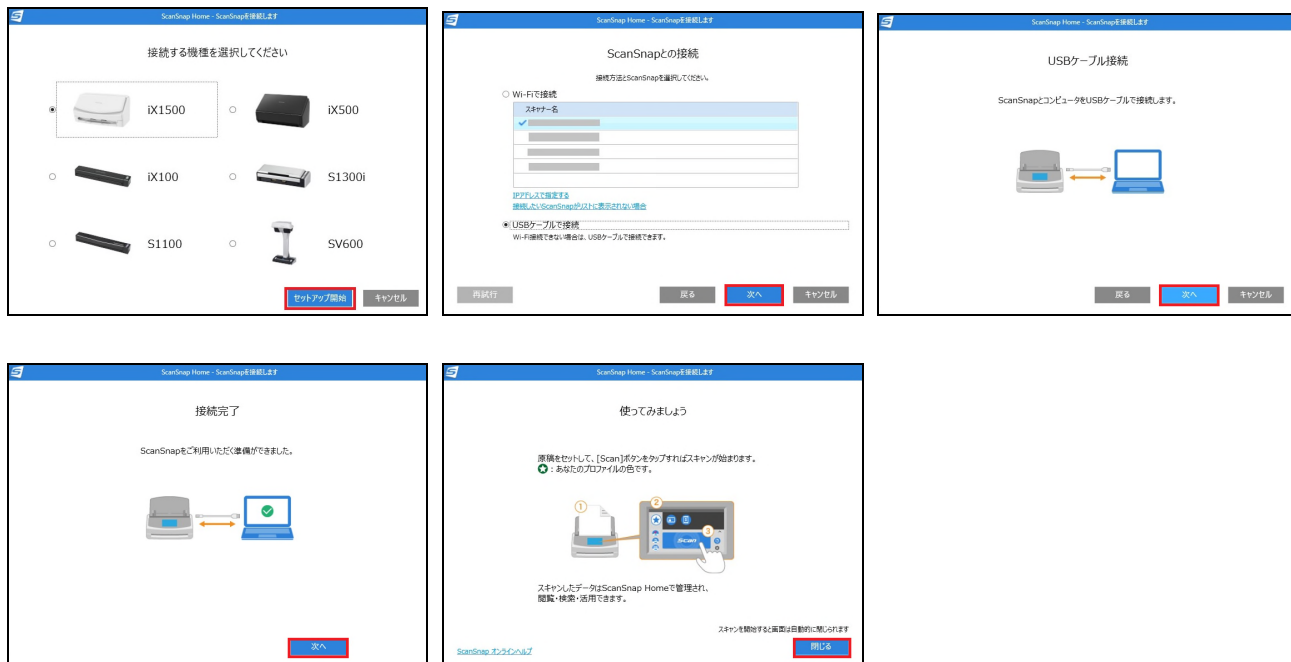 ScanSnap Home - ScanSnapを接続します
接続する機種を選択してください
iX1500
iX500
iX100
S1300i
S1100
SV600
セットアップ開始
キャンセル
ScanSnap Home - ScanSnapを接続します
ScanSnapとの接続
接続方法とScanSnapを選択してください。
Wi-Fiで接続
スキャナー名
IPアドレスで指定する
接続したいScanSnapがリストに表示されない場合
USBケーブルで接続
Wi-Fi接続できない場合は、USBケーブルで接続できます。
再試行
戻る
次へ
キャンセル
ScanSnap Home - ScanSnapを接続します
USBケーブル接続
ScanSnapとコンピュータをUSBケーブルで接続します。
戻る
次へ
キャンセル
ScanSnap Home - ScanSnapを接続します
接続完了
ScanSnapをご利用いただく準備ができました。
次へ
ScanSnap Home - ScanSnapを接続します
使ってみましょう
原稿をセットして、[Scan]ボタンをタップすればスキャンが始まります。
：あなたのプロファイルの色です。
1
2
3
Scan
スキャンしたデータはScanSnap Homeで管理され、
閲覧・検索・活用できます。
スキャンを開始すると画面は自動的に閉じられます
ScanSnap オンラインヘルプ
閉じる